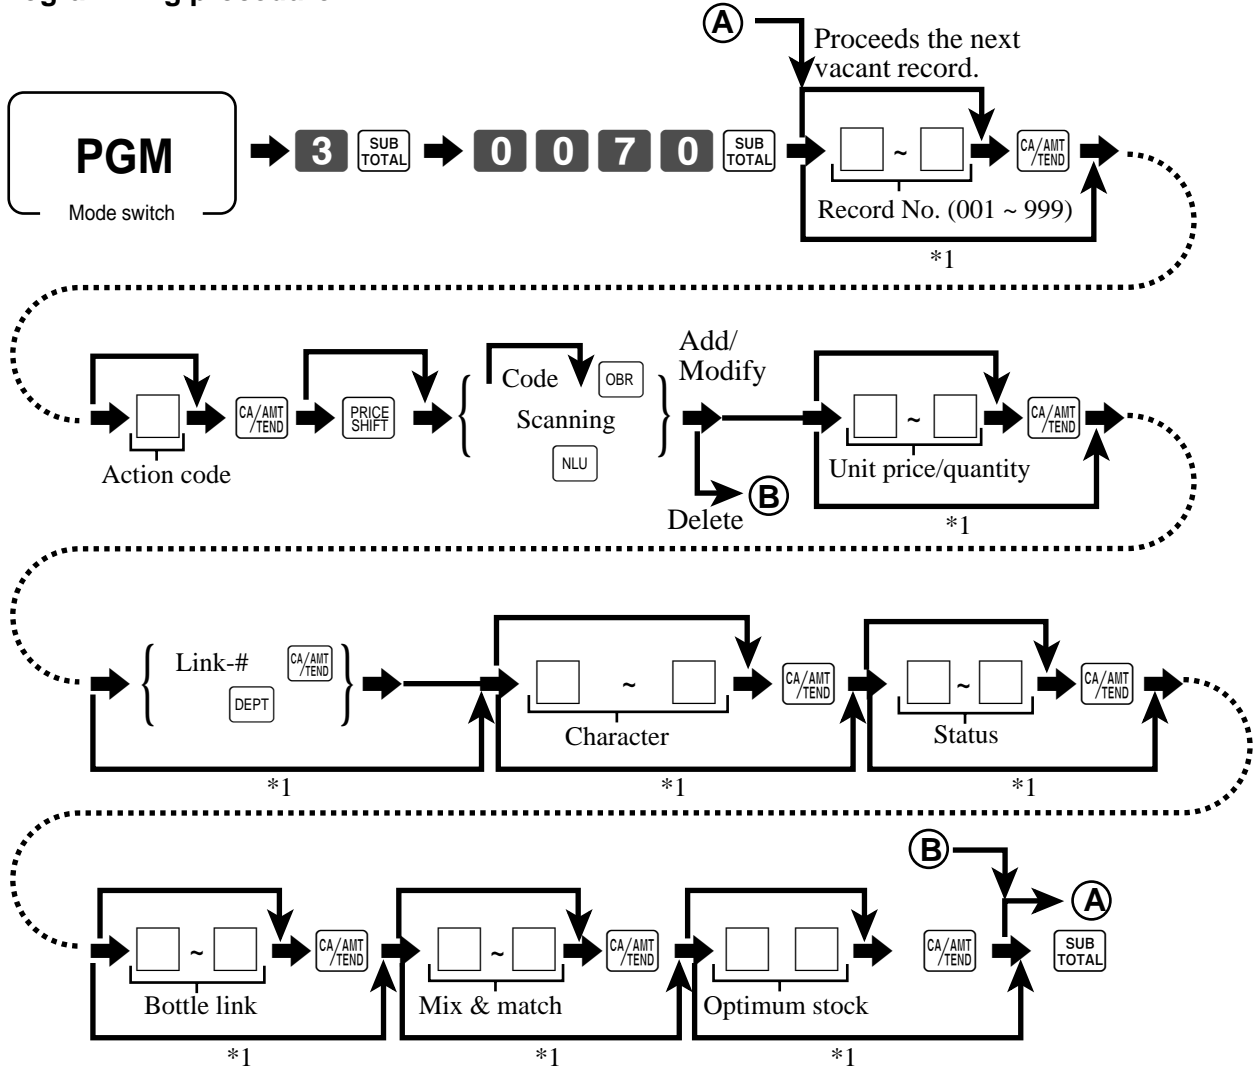 A
Proceeds the next
vacant record.
PGM
Mode switch
3 SUB TOTAL 0 0 7 0 SUB TOTAL ~ CA/AMT /TEND
Record No. (001 ~ 999)
*1
Add/
Modify
Code OBR
PRICE SHIFT
Scanning
NLU
CA/AMT /TEND ~ CA/AMT /TEND
Action code
Unit price/quantity
Delete B
*1
Link-# CA/AMT /TEND
DEPT
~ CA/AMT /TEND ~ CA/AMT /TEND
Character Status
*1 *1 *1
B
A
~ CA/AMT /TEND ~ CA/AMT /TEND CA/AMT /TEND SUB TOTAL
Bottle link Mix & match Optimum stock
*1 *1 *1